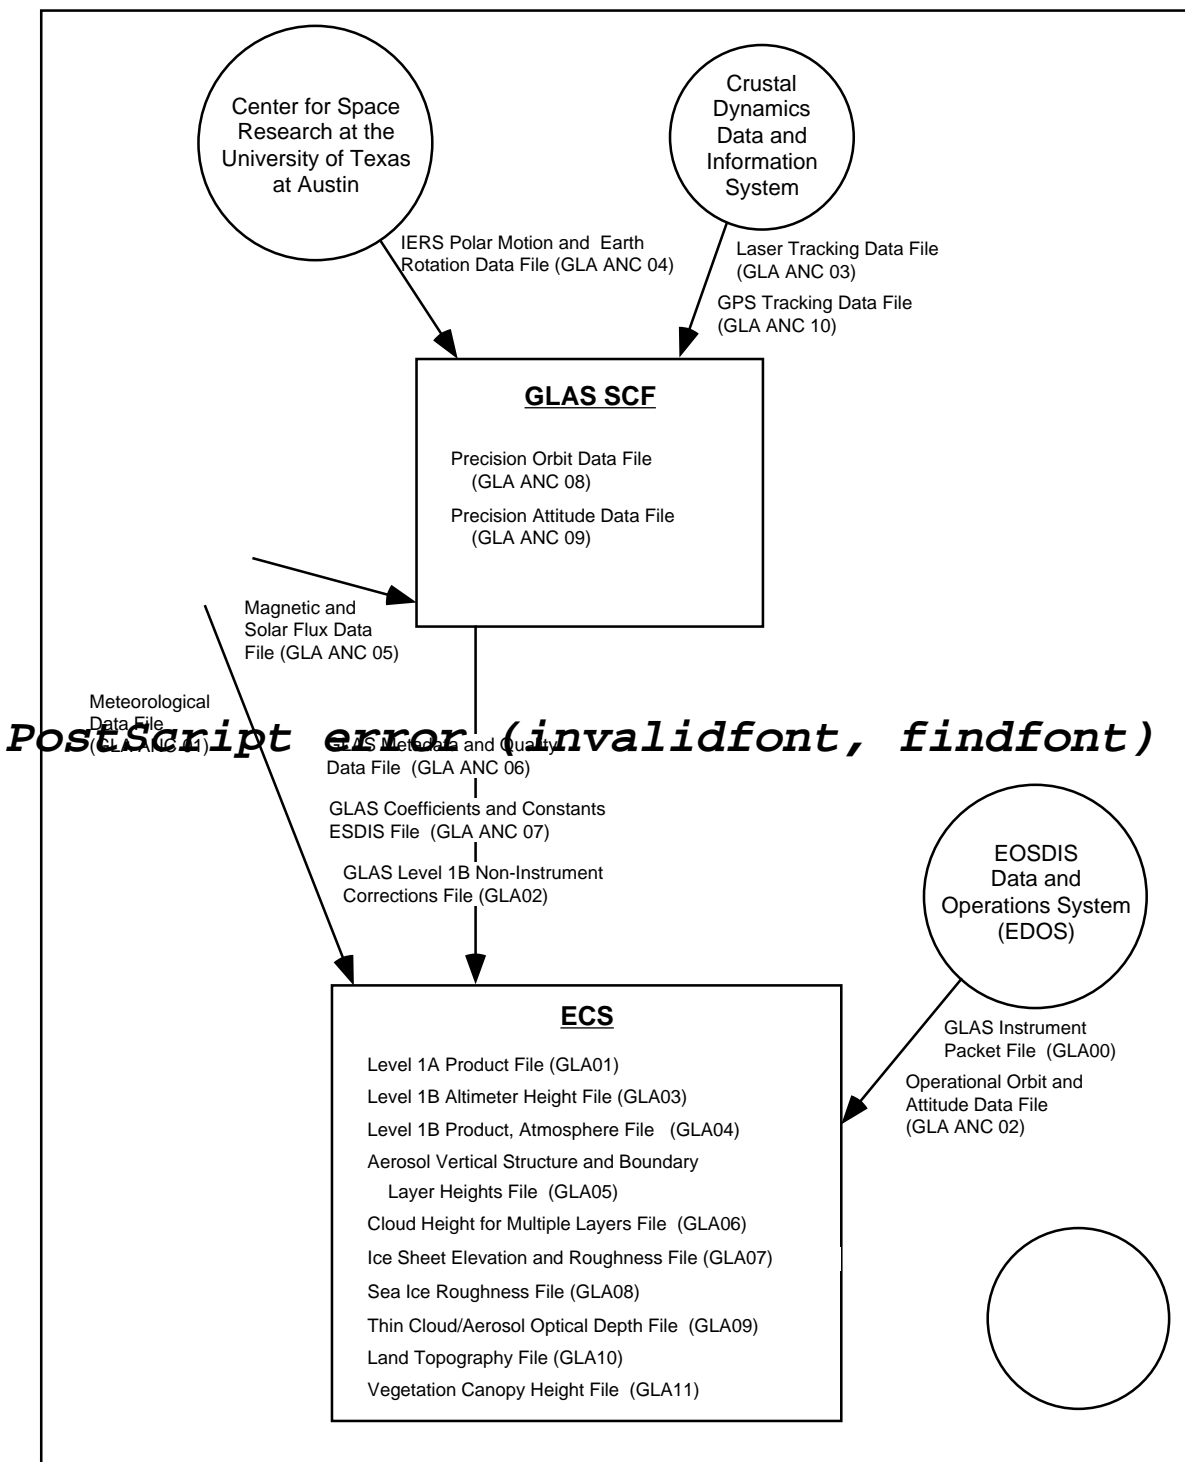 Center for Space
Research at the
University of Texas
at Austin
Crustal
Dynamics
Data and
Information
System
IERS Polar Motion and  Earth
Rotation Data File (GLA ANC 04)
Laser Tracking Data File
(GLA ANC 03)
GPS Tracking Data File
(GLA ANC 10)
GLAS SCF
Precision Orbit Data File
(GLA ANC 08)
Precision Attitude Data File
(GLA ANC 09)
Magnetic and
Solar Flux Data
File (GLA ANC 05)
Meteorological
Data File
(GLA ANC 01)
PostScript error (invalidfont, findfont)
GLAS Metadata and Quality
Data File  (GLA ANC 06)
GLAS Coefficients and Constants
ESDIS File  (GLA ANC 07)
GLAS Level 1B Non-Instrument
Corrections File (GLA02)
EOSDIS
Data and
Operations System
(EDOS)
GLAS Instrument
Packet File  (GLA00)
Operational Orbit and
Attitude Data File
(GLA ANC 02)
ECS
Level 1A Product File (GLA01)
Level 1B Altimeter Height File (GLA03)
Level 1B Product, Atmosphere File   (GLA04)
Aerosol Vertical Structure and Boundary
Layer Heights File  (GLA05)
Cloud Height for Multiple Layers File  (GLA06)
Ice Sheet Elevation and Roughness File (GLA07)
Sea Ice Roughness File (GLA08)
Thin Cloud/Aerosol Optical Depth File  (GLA09)
Land Topography File (GLA10)
Vegetation Canopy Height File  (GLA11)